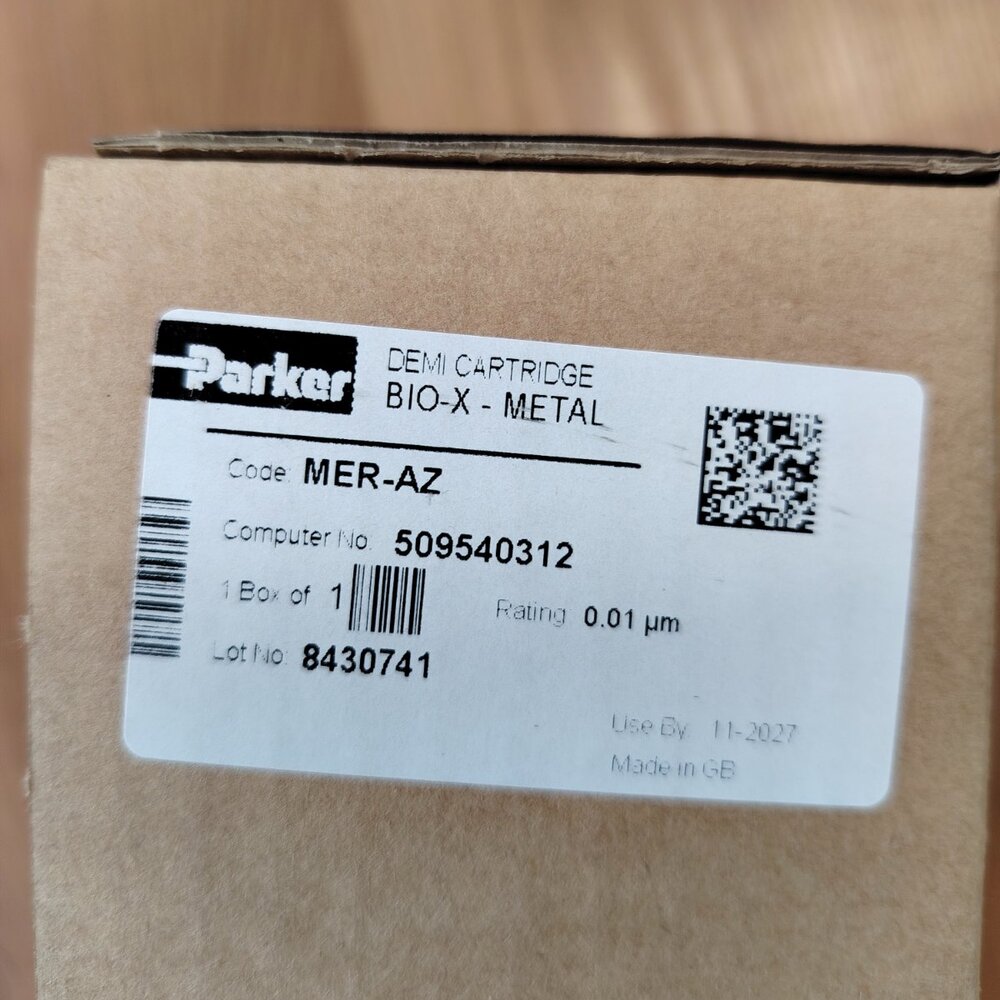 Parker
DEMI CARTRIDGE
BIO-X - METAL
Code MER-AZ
Computer No. 509540312
1 Box of 1
Rating 0.01 µm
Lot No. 8430741
Use By. 11-2027
Made in GB